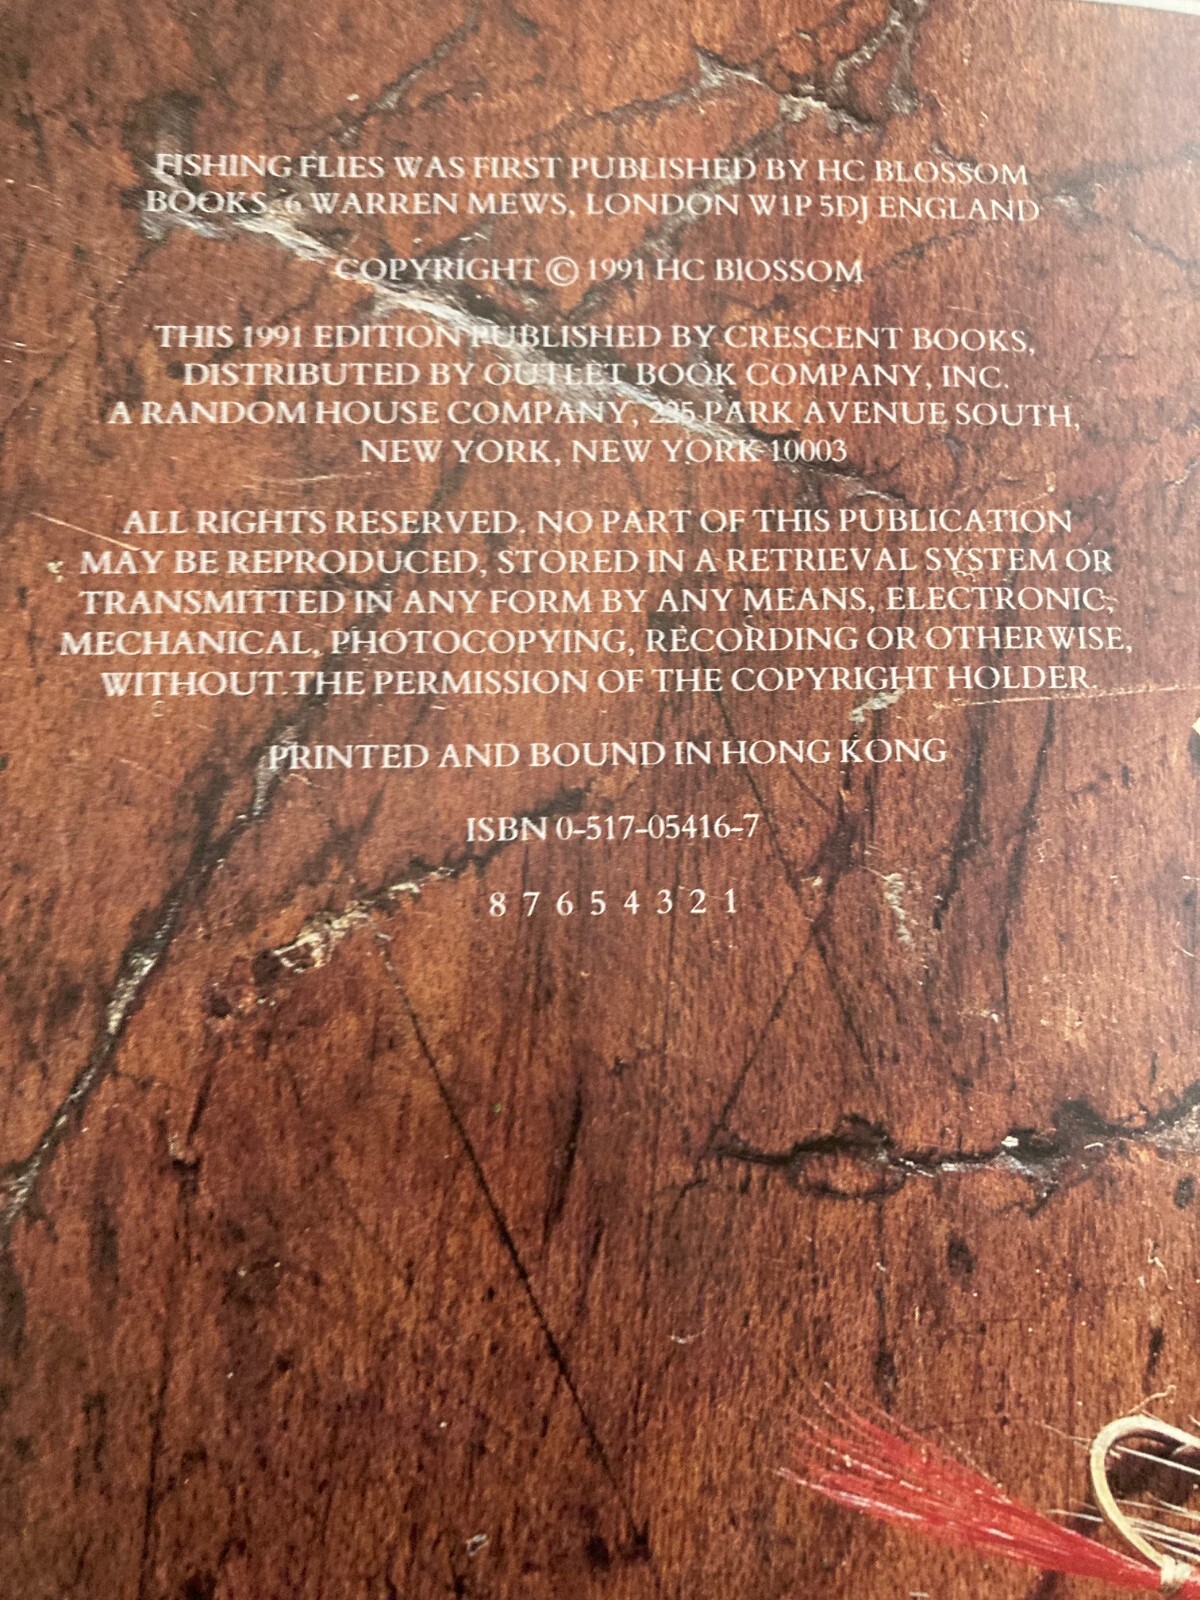 FISHING FLIES WAS FIRST PUBLISHED BY HC BLOSSOM
BOOKS, 6 WARREN MEWS, LONDON W1P 5DJ ENGLAND
COPYRIGHT © 1991 HC BlOSSOM
THIS 1991 EDITION PUBLISHED BY CRESCENT BOOKS,
DISTRIBUTED BY OUTLET BOOK COMPANY, INC.
A RANDOM HOUSE COMPANY, 225 PARK AVENUE SOUTH,
NEW YORK, NEW YORK 10003
ALL RIGHTS RESERVED. NO PART OF THIS PUBLICATION
MAY BE REPRODUCED, STORED IN A RETRIEVAL SYSTEM OR
TRANSMITTED IN ANY FORM BY ANY MEANS, ELECTRONIC,
MECHANICAL, PHOTOCOPYING, RECORDING OR OTHERWISE,
WITHOUT THE PERMISSION OF THE COPYRIGHT HOLDER.
PRINTED AND BOUND IN HONG KONG
ISBN 0-517-05416-7
8 7 6 5 4 3 2 1